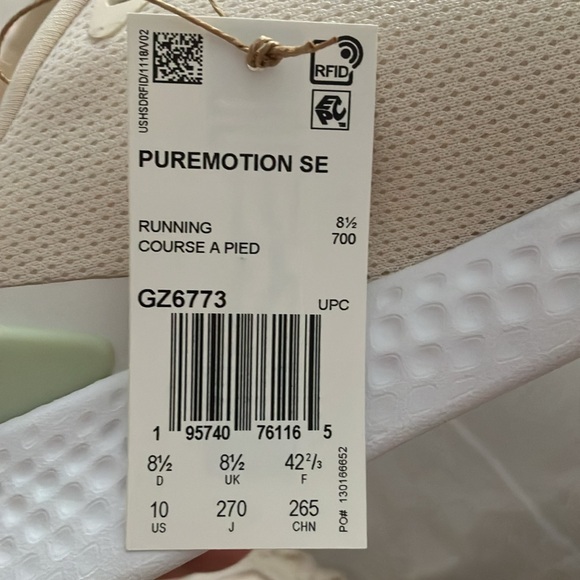 USHSDRFID/1118/V02
RFID
EPC
PUREMOTION SE
RUNNING 8½
COURSE A PIED 700
GZ6773 UPC
1 95740 76116 5
8½ 8½ 42²/₃
D UK F
10 270 265
US J CHN
PO# 130166652